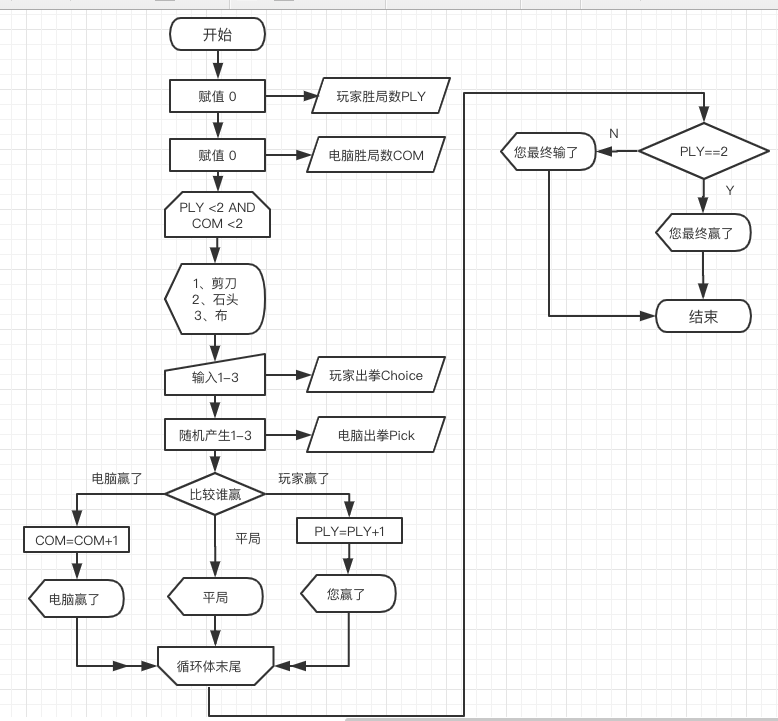 开始
赋值 0
玩家胜局数PLY
赋值 0
电脑胜局数COM
PLY <2 AND
COM <2
1、剪刀
2、石头
3、布
输入1-3
玩家出拳Choice
随机产生1-3
电脑出拳Pick
比较谁赢
电脑赢了
玩家赢了
平局
COM=COM+1
PLY=PLY+1
电脑赢了
平局
您赢了
循环体末尾
PLY==2
N
Y
您最终输了
您最终赢了
结束